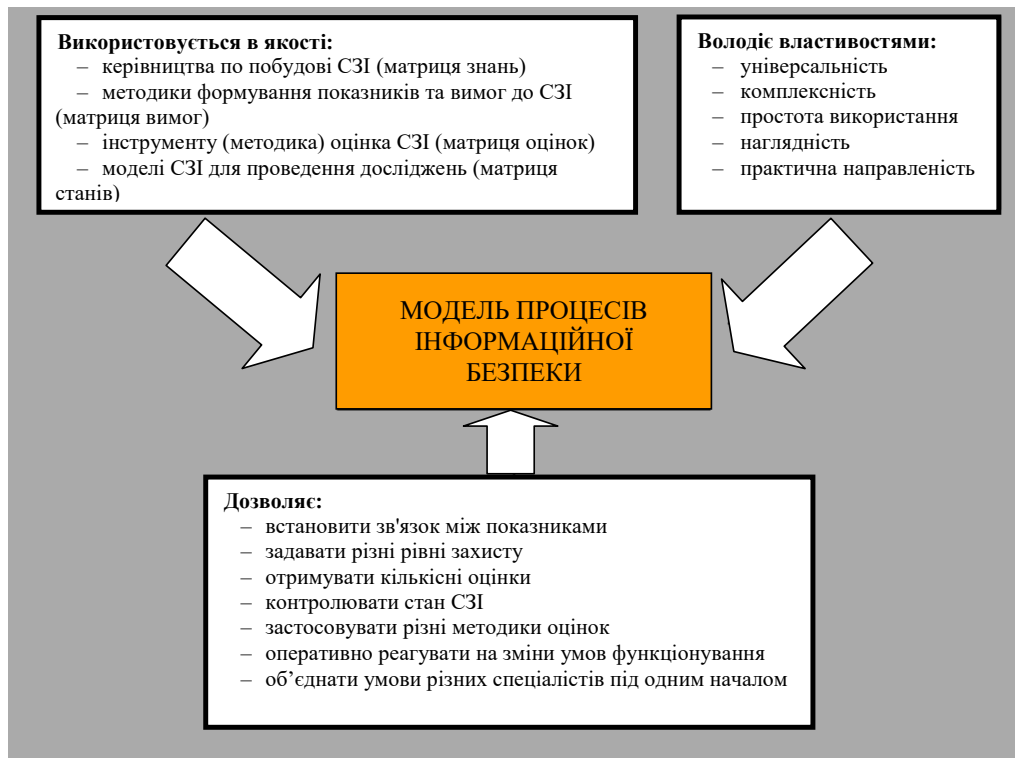 Використовується в якості:
– керівництва по побудові СЗІ (матриця знань)
– методики формування показників та вимог до СЗІ
(матриця вимог)
– інструменту (методика) оцінка СЗІ (матриця оцінок)
– моделі СЗІ для проведення досліджень (матриця
станів)
Володіє властивостями:
– універсальність
– комплексність
– простота використання
– наглядність
– практична направленість
МОДЕЛЬ ПРОЦЕСІВ
ІНФОРМАЦІЙНОЇ
БЕЗПЕКИ
Дозволяє:
– встановити зв'язок між показниками
– задавати різні рівні захисту
– отримувати кількісні оцінки
– контролювати стан СЗІ
– застосовувати різні методики оцінок
– оперативно реагувати на зміни умов функціонування
– об’єднати умови різних спеціалістів під одним началом